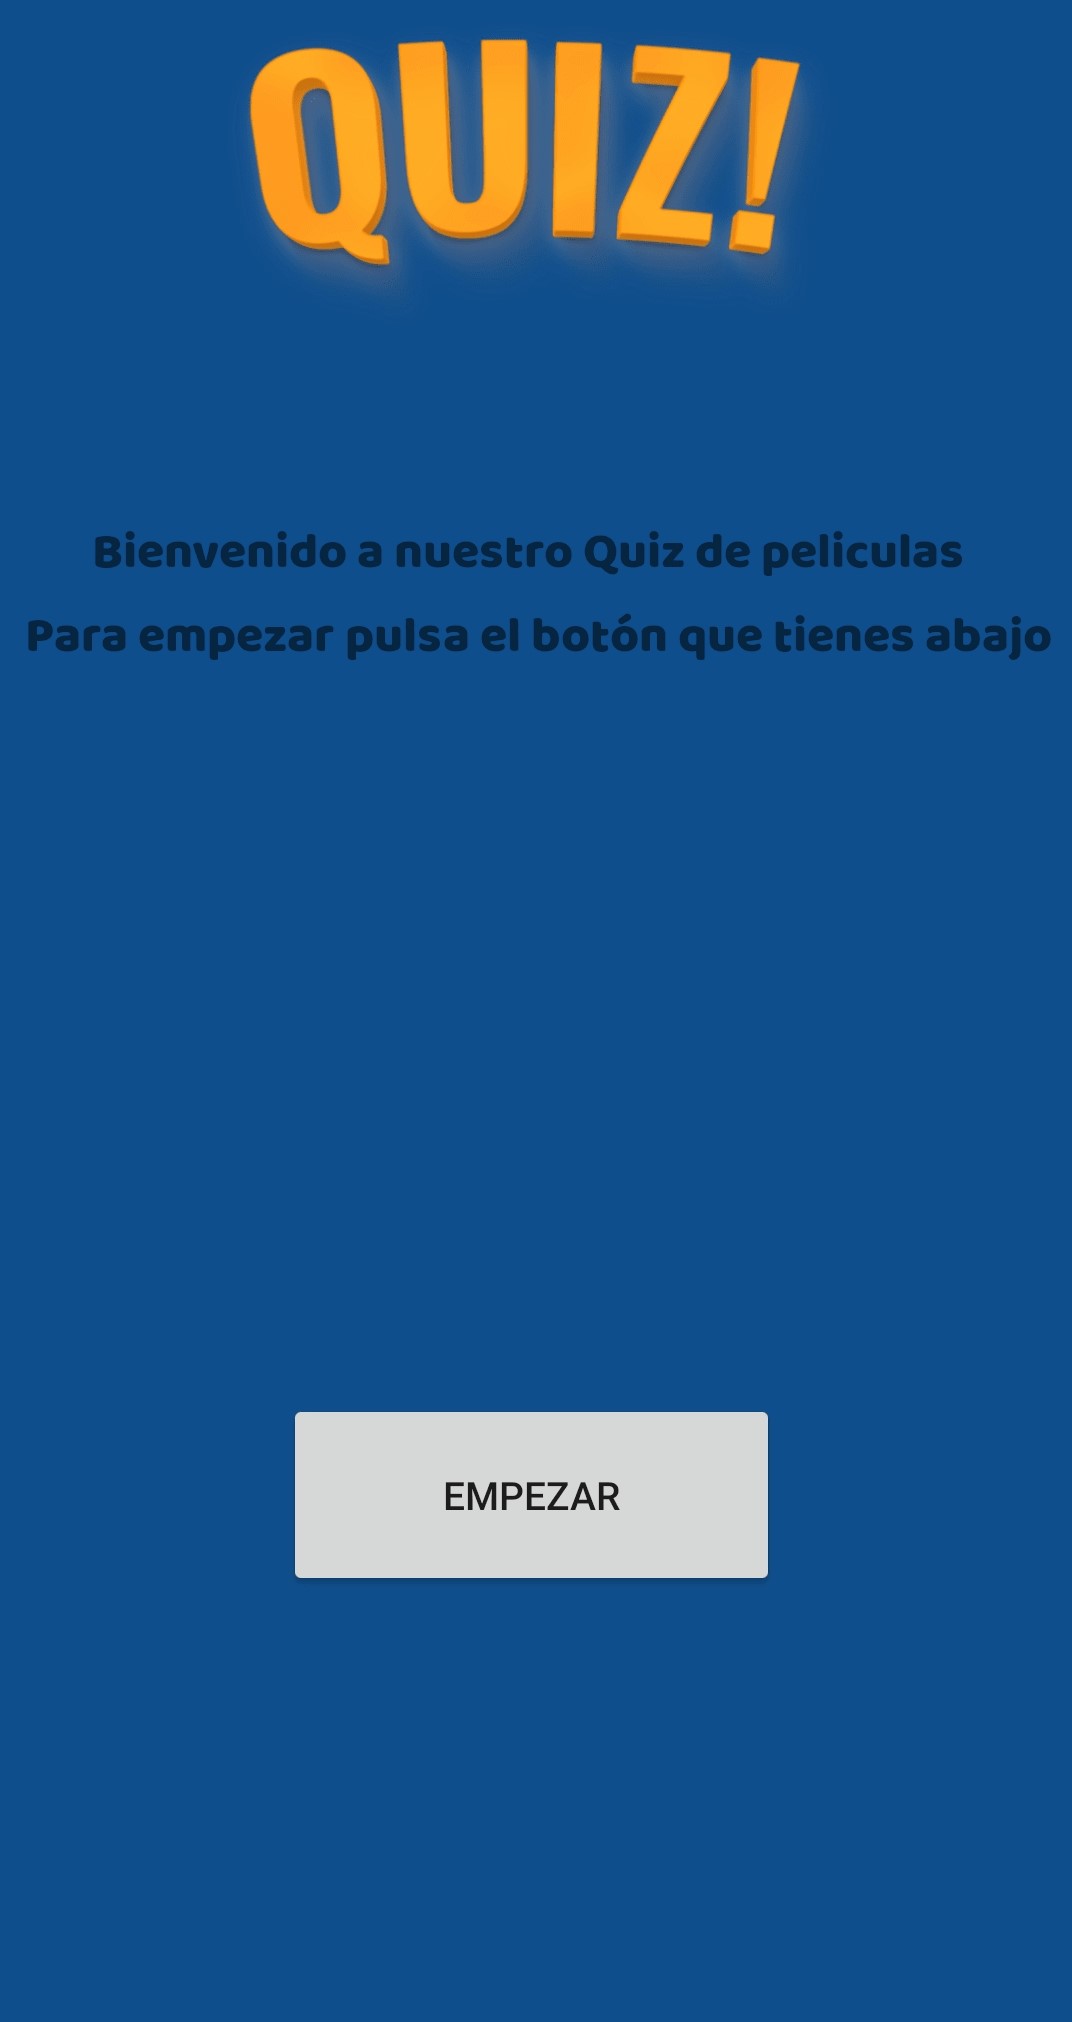 QUIZ!
Bienvenido a nuestro Quiz de peliculas
Para empezar pulsa el botón que tienes abajo
EMPEZAR